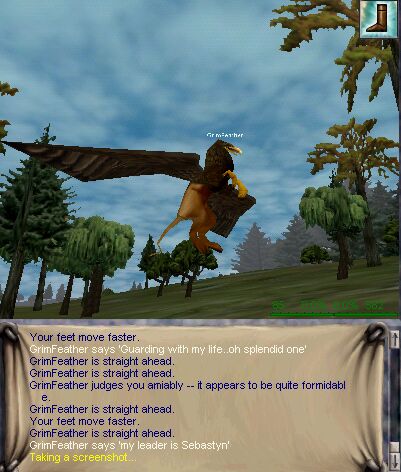 GrimFeather
Your feet move faster.
GrimFeather says 'Guarding with my life..oh splendid one'
GrimFeather is straight ahead.
GrimFeather is straight ahead.
GrimFeather judges you amiably -- it appears to be quite formidabl
e.
GrimFeather is straight ahead.
Your feet move faster.
GrimFeather is straight ahead.
GrimFeather says 'my leader is Sebastyn'
Taking a screenshot...